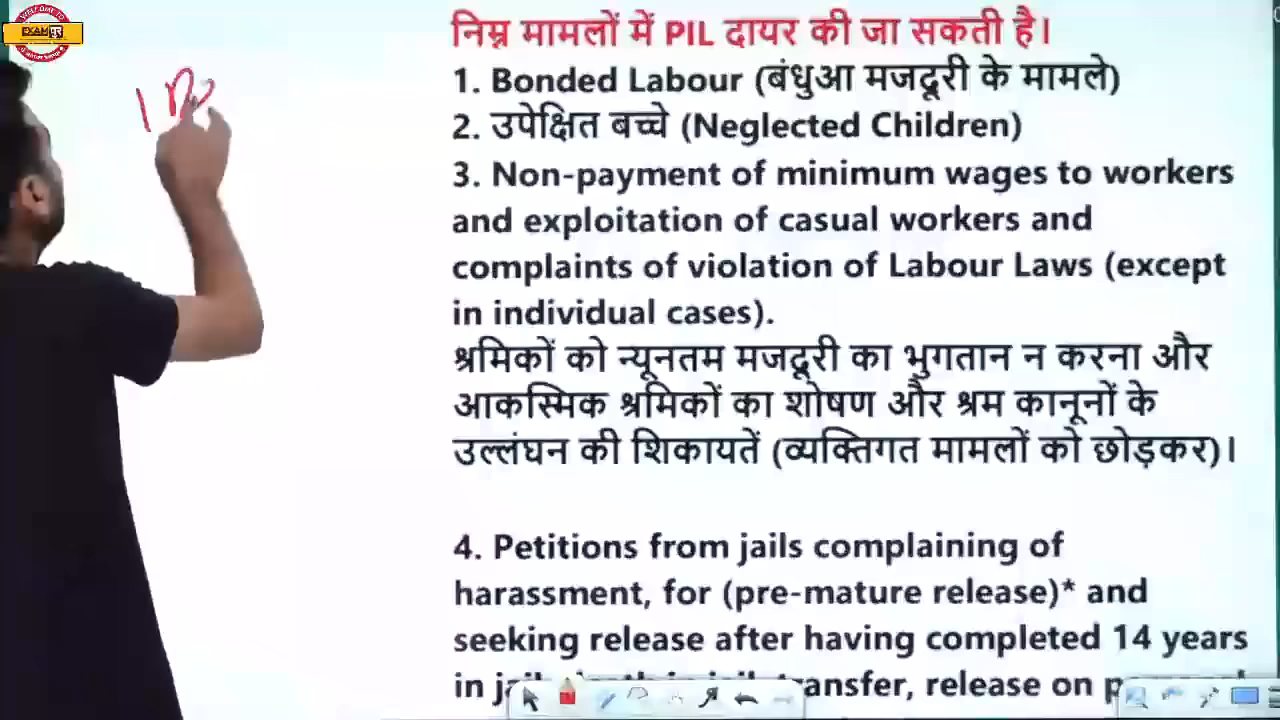 WELCOME TO
EXAM
निम्न मामलों में PIL दायर की जा सकती है।
1. Bonded Labour (बंधुआ मजदूरी के मामले)
2. उपेक्षित बच्चे (Neglected Children)
3. Non-payment of minimum wages to workers
and exploitation of casual workers and
complaints of violation of Labour Laws (except
in individual cases).
श्रमिकों को न्यूनतम मजदूरी का भुगतान न करना और
आकस्मिक श्रमिकों का शोषण और श्रम कानूनों के
उल्लंघन की शिकायतें (व्यक्तिगत मामलों को छोड़कर)।
4. Petitions from jails complaining of
harassment, for (pre-mature release)* and
seeking release after having completed 14 years
in transfer, release on